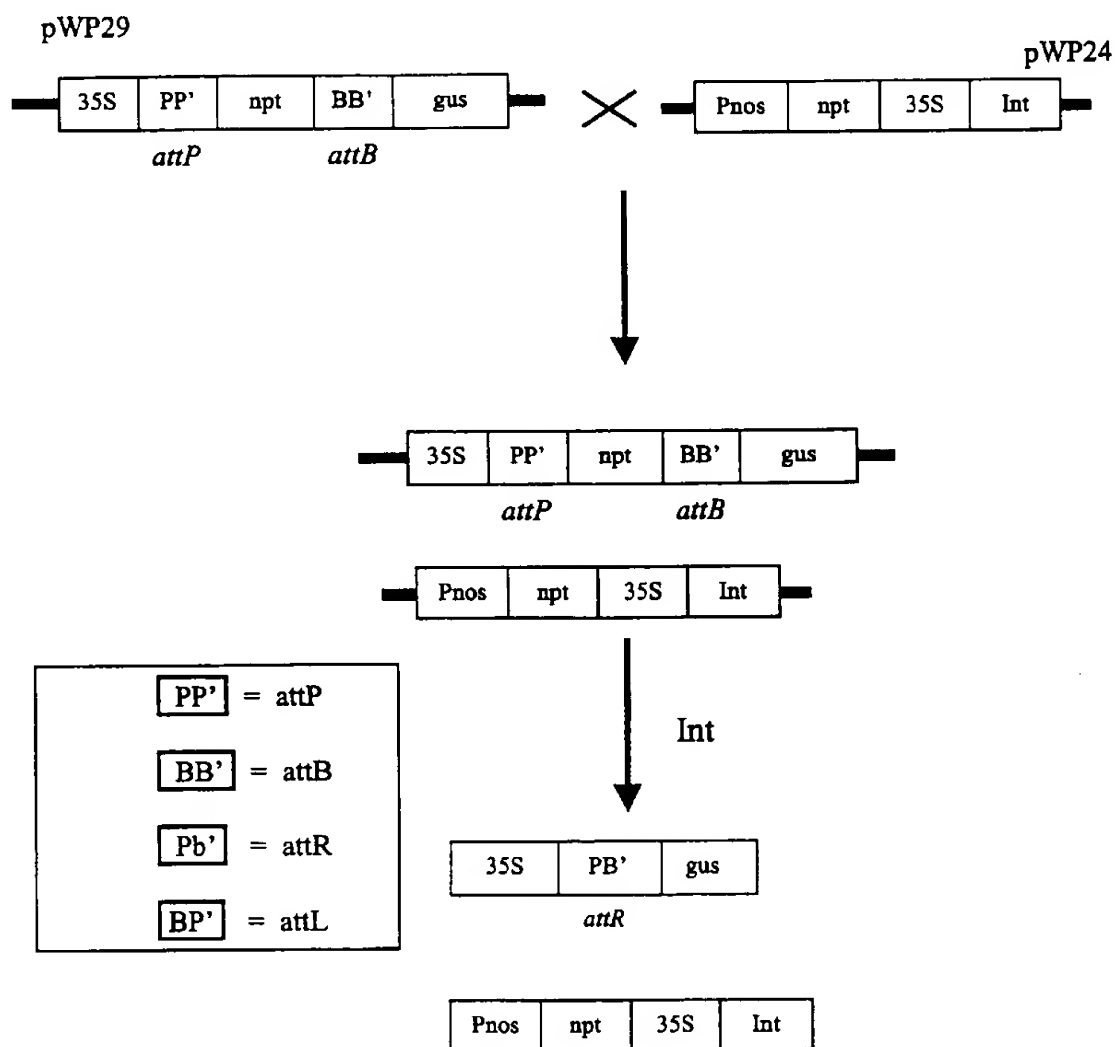 pWP29
pWP24
35S PP' npt BB' gus
Pnos npt 35S Int
attP attB
35S PP' npt BB' gus
attP attB
Pnos npt 35S Int
PP' = attP
BB' = attB
Pb' = attR
BP' = attL
Int
35S PB' gus
attR
Pnos npt 35S Int